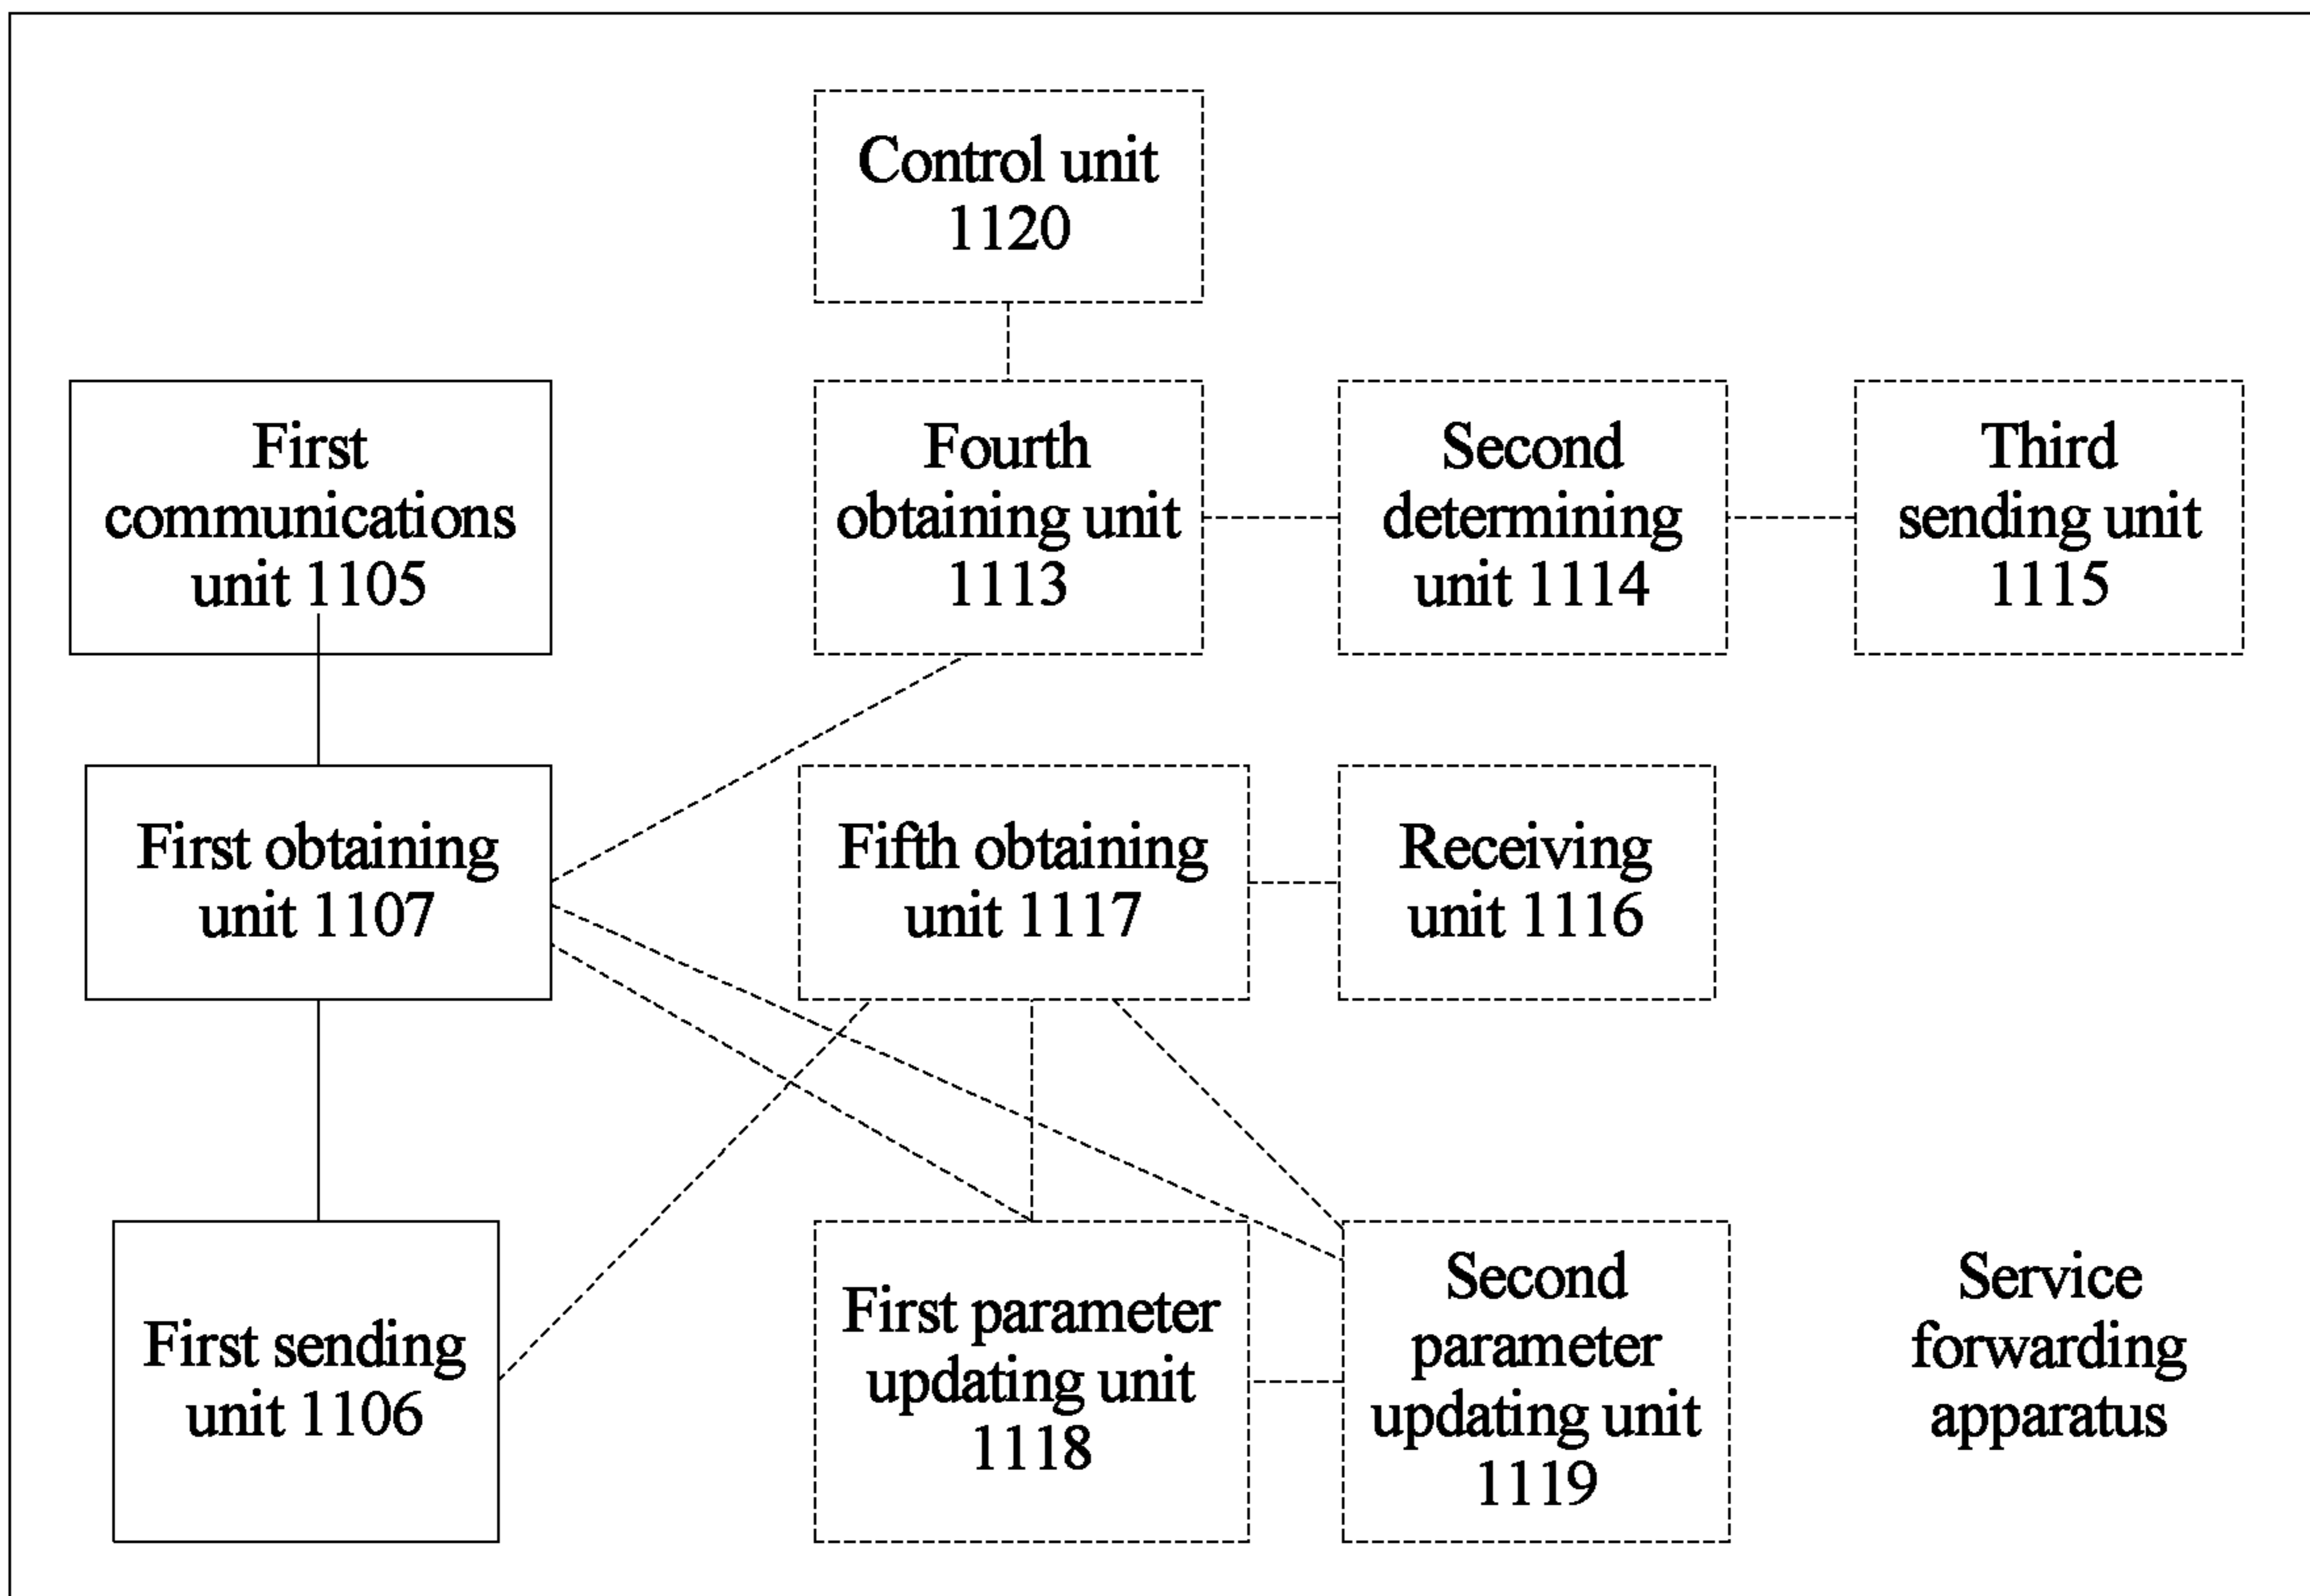 Control unit
1120
First
communications
unit 1105
Fourth
obtaining unit
1113
Second
determining
unit 1114
Third
sending unit
1115
First obtaining
unit 1107
Fifth obtaining
unit 1117
Receiving
unit 1116
First sending
unit 1106
First parameter
updating unit
1118
Second
parameter
updating unit
1119
Service
forwarding
apparatus